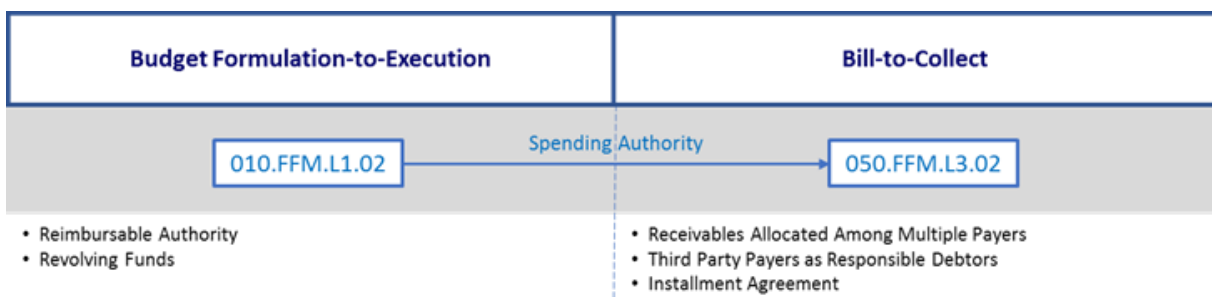 Budget Formulation-to-Execution
Bill-to-Collect
010.FFM.L1.02
Spending Authority
050.FFM.L3.02
• Reimbursable Authority
• Revolving Funds
• Receivables Allocated Among Multiple Payers
• Third Party Payers as Responsible Debtors
• Installment Agreement